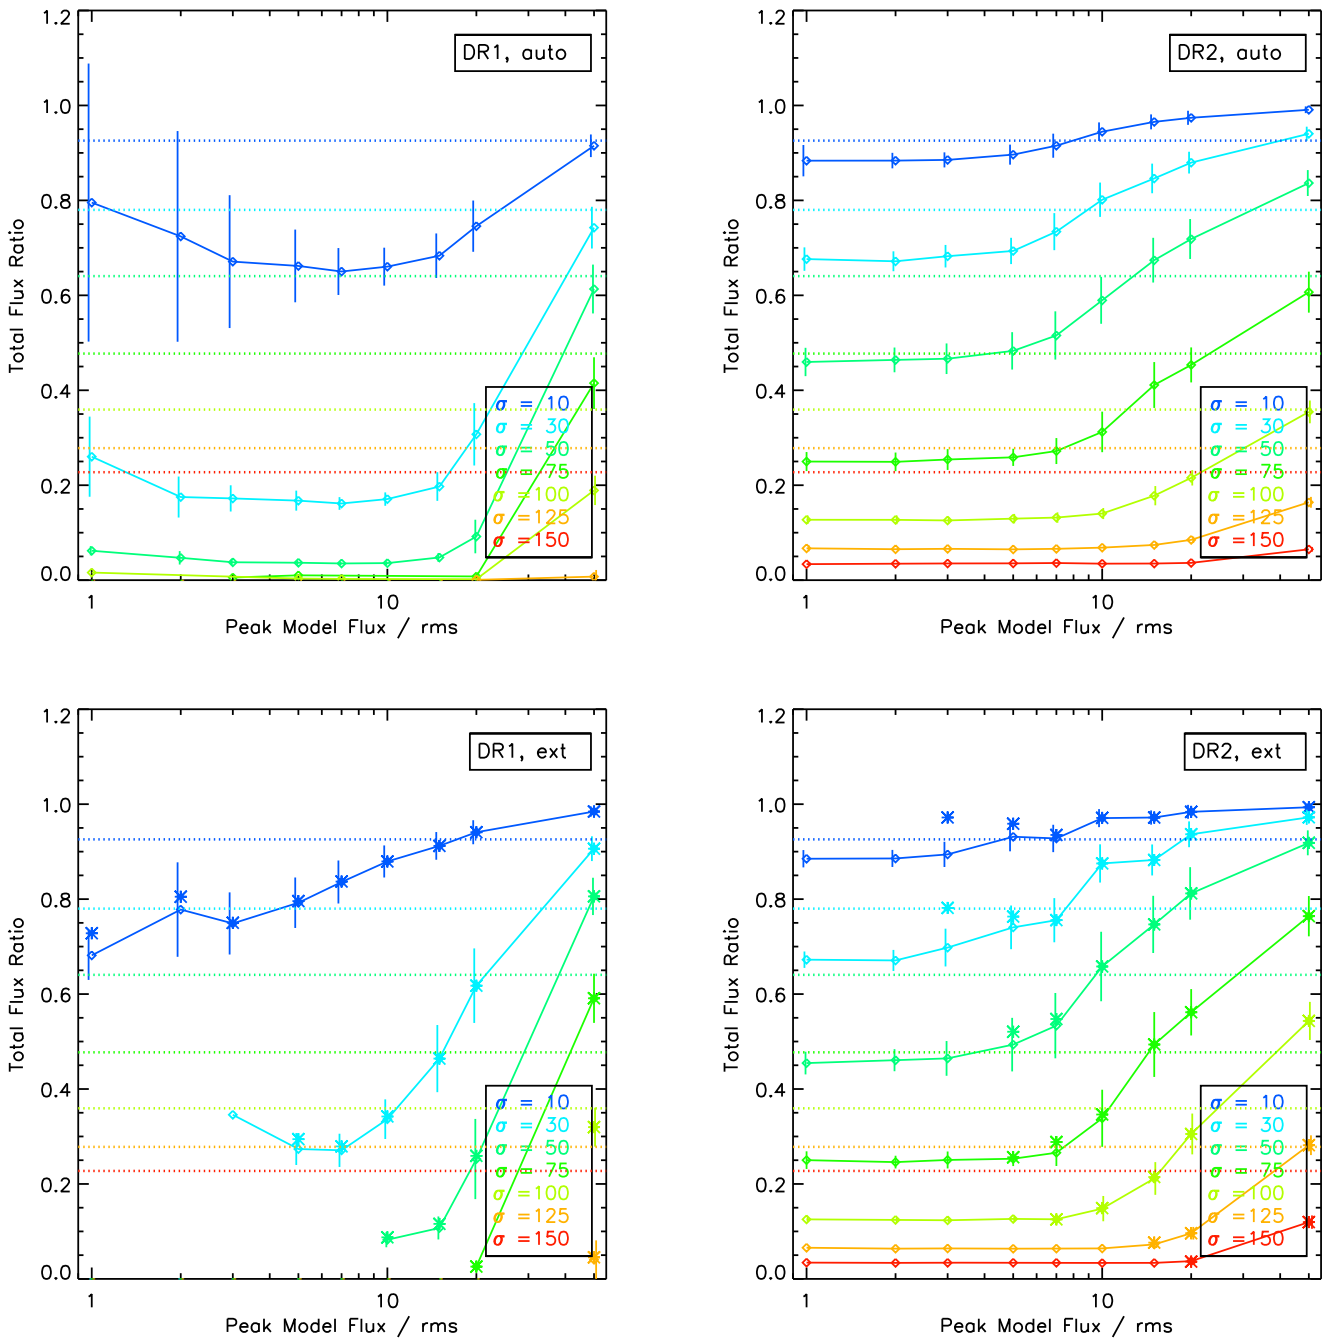 DR1, auto
Total Flux Ratio
1.2
1.0
0.8
0.6
0.4
0.2
0.0
σ = 10
σ = 30
σ = 50
σ = 75
σ =100
σ =125
σ =150
1 10
Peak Model Flux / rms
DR2, auto
Total Flux Ratio
1.2
1.0
0.8
0.6
0.4
0.2
0.0
σ = 10
σ = 30
σ = 50
σ = 75
σ =100
σ =125
σ =150
1 10
Peak Model Flux / rms
DR1, ext
Total Flux Ratio
1.2
1.0
0.8
0.6
0.4
0.2
0.0
σ = 10
σ = 30
σ = 50
σ = 75
σ =100
σ =125
σ =150
1 10
Peak Model Flux / rms
DR2, ext
Total Flux Ratio
1.2
1.0
0.8
0.6
0.4
0.2
0.0
σ = 10
σ = 30
σ = 50
σ = 75
σ =100
σ =125
σ =150
1 10
Peak Model Flux / rms